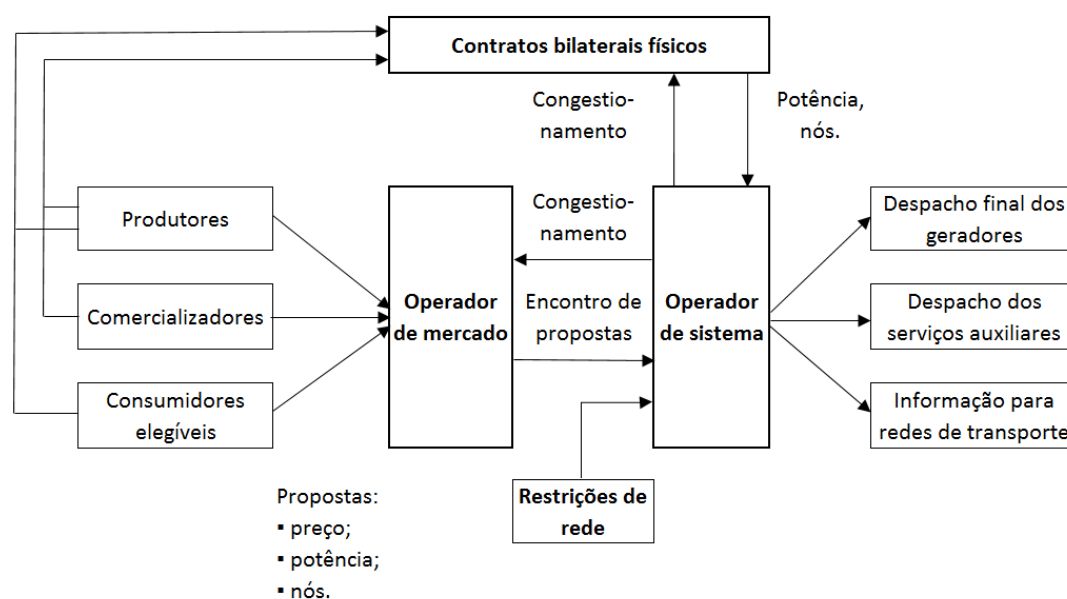 Contratos bilaterais físicos
Congestio-
namento
Potência,
nós.
Produtores
Comercializadores
Consumidores
elegíveis
Operador
de mercado
Congestio-
namento
Encontro de
propostas
Operador
de sistema
Despacho final dos
geradores
Despacho dos
serviços auxiliares
Informação para
redes de transporte
Propostas:
▪ preço;
▪ potência;
▪ nós.
Restrições de
rede